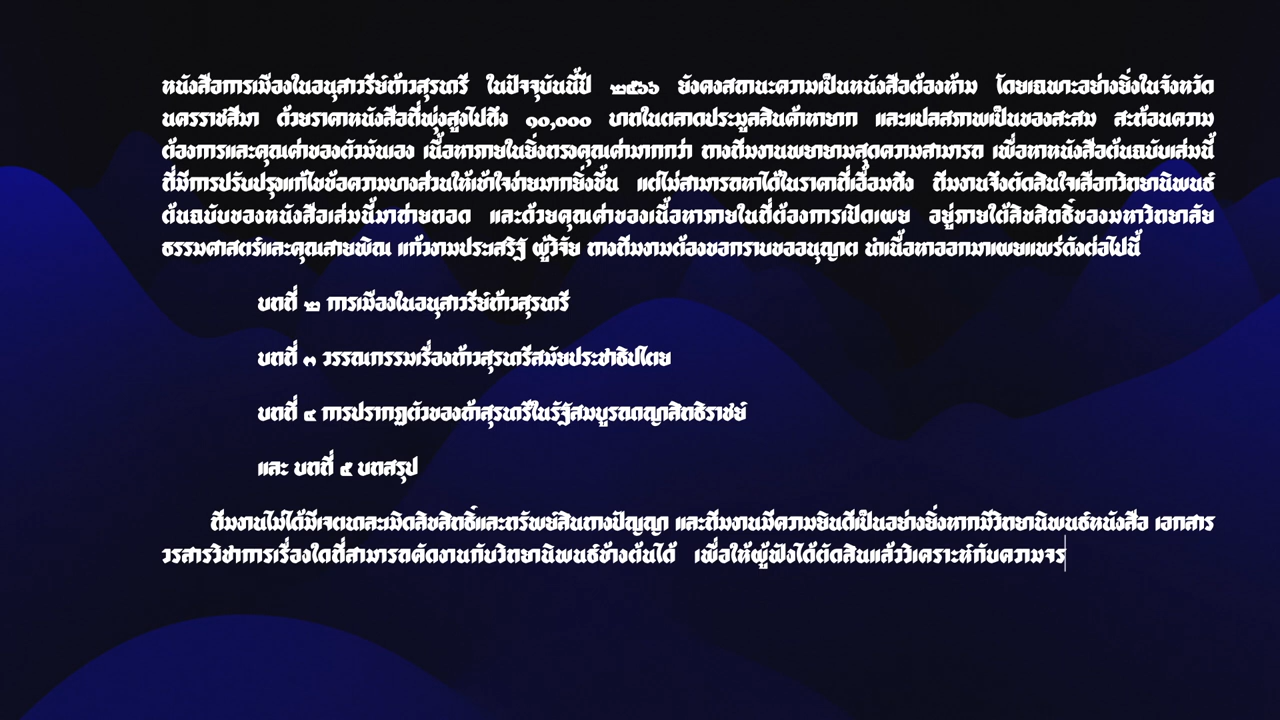 หนังสือการเมืองในอนุสาวรีย์ท้าวสุรนารี ในปัจจุบันนี้ปี ๒๕๖๖ ยังคงสถานะความเป็นหนังสือต้องห้าม โดยเฉพาะอย่างยิ่งในจังหวัด
นครราชสีมา ด้วยราคาหนังสือที่พุ่งสูงไปถึง ๑๐,๐๐๐ บาทในตลาดประมูลสินค้าหายาก และแปลสภาพเป็นของสะสม สะต้อนความ
ต้องการและคุณค่าของตัวมันเอง เนื้อหาภายในยิ่งตรงคุณค่ามากกว่า ทางทีมงานพยายามสุดความสามารถ เพื่อหาหนังสือต้นฉบับเล่มนี้
ที่มีการปรับปรุงแก้ไขข้อความบางส่วนให้เข้าใจง่ายมากยิ่งขึ้น แต่ไม่สามารถหาได้ในราคาที่เอื้อมถึง ทีมงานจึงตัดสินใจเลือกวิทยานิพนธ์
ต้นฉบับของหนังสือเล่มนี้มาถ่ายทอด และด้วยคุณค่าของเนื้อหาภายในที่ต้องการเปิดเผย อยู่ภายใต้ลิขสิทธิ์ของมหาวิทยาลัย
ธรรมศาสตร์และคุณสายพิณ แก้วงามประเสริฐ ผู้วิจัย ทางทีมงามต้องขอกราบขออนุญาต นำเนื้อหาออกมาเผยแพร่ดังต่อไปนี้
บทที่ ๒ การเมืองในอนุสาวรีย์ท้าวสุรนารี
บทที่ ๓ วรรณกรรมเรื่องท้าวสุรนารีสมัยประชาธิปไตย
บทที่ ๔ การปรากฏตัวของท้าสุรนารีในรัฐสมบูรณาญาสิทธิราชย์
และ บทที่ ๕ บทสรุป
ทีมงานไม่ได้มีเจตนาละเมิดลิขสิทธิ์และทรัพย์สินทางปัญญา และทีมงานมีความยินดีเป็นอย่างยิ่งหากมีวิทยานิพนธ์หนังสือ เอกสาร
วรสารวิชาการเรื่องใดที่สามารถคัดงานกับวิทยานิพนธ์ข้างต้นได้ เพื่อให้ผู้ฟังได้ตัดสินแล้ววิเคราะห์กับความจร